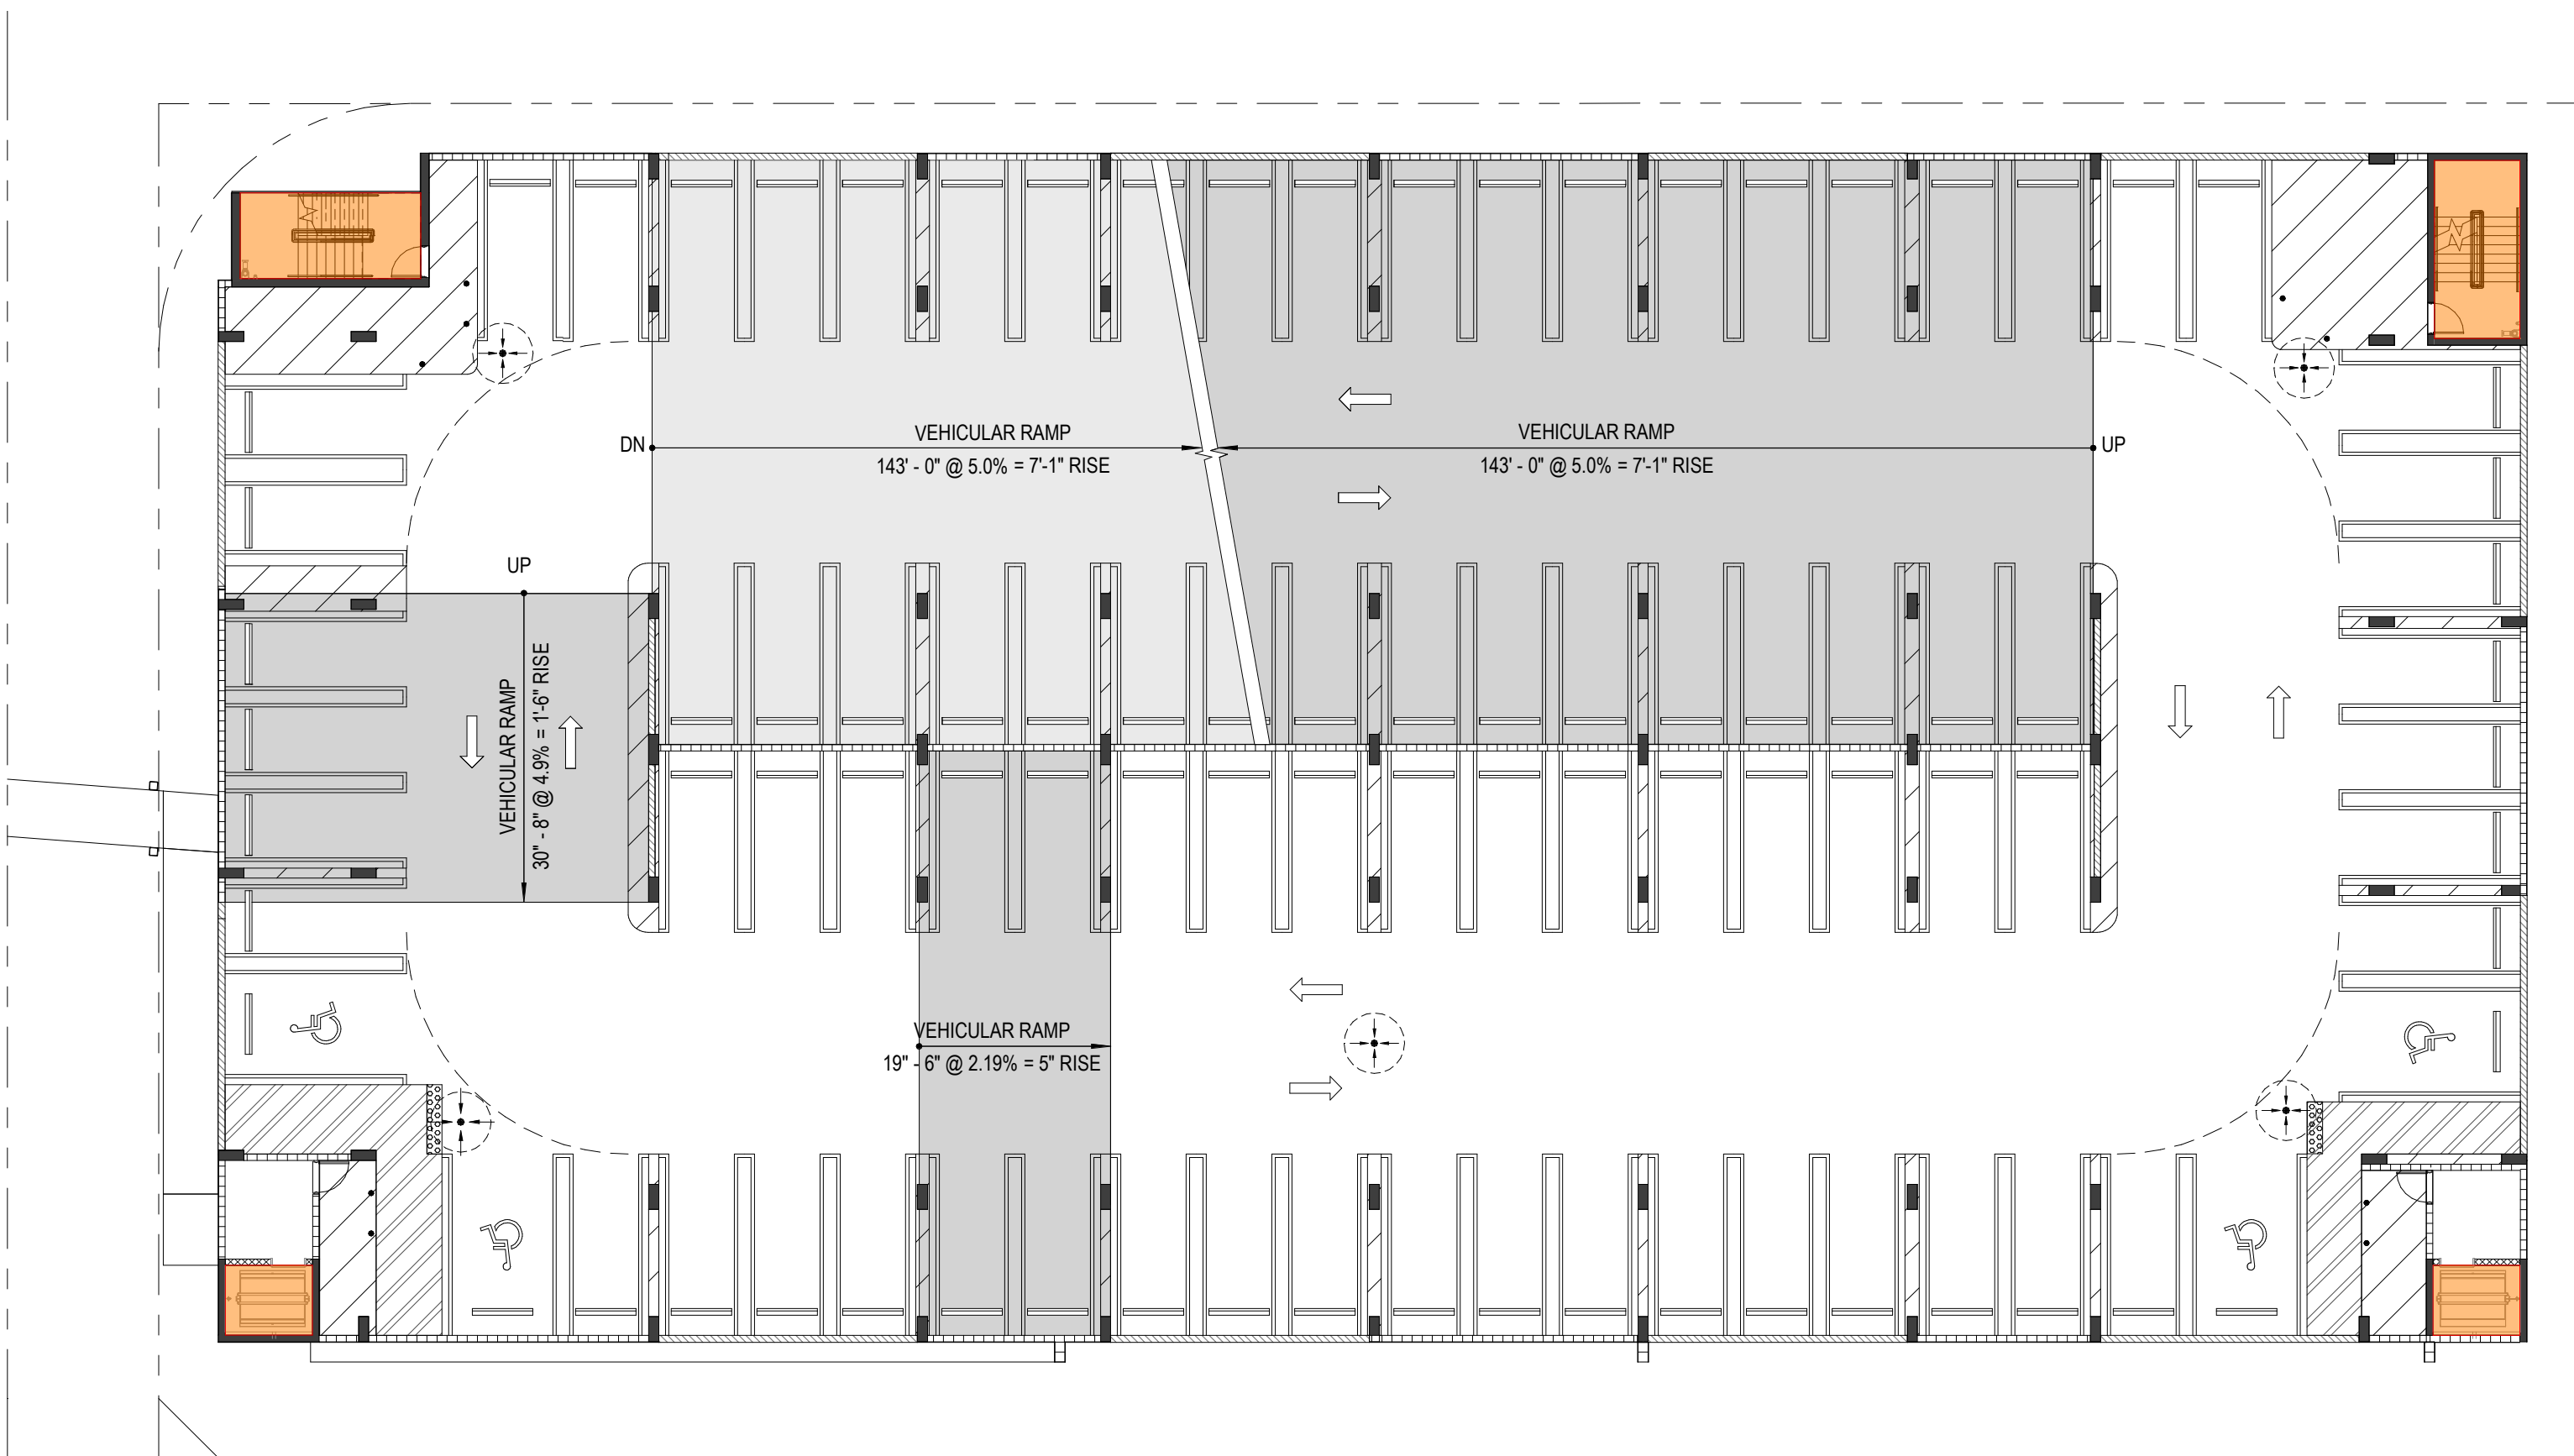 VEHICULAR RAMP
143' - 0" @ 5.0% = 7'-1" RISE
VEHICULAR RAMP
143' - 0" @ 5.0% = 7'-1" RISE
DN
UP
UP
VEHICULAR RAMP
30" - 8" @ 4.9% = 1'-6" RISE
VEHICULAR RAMP
19" - 6" @ 2.19% = 5" RISE